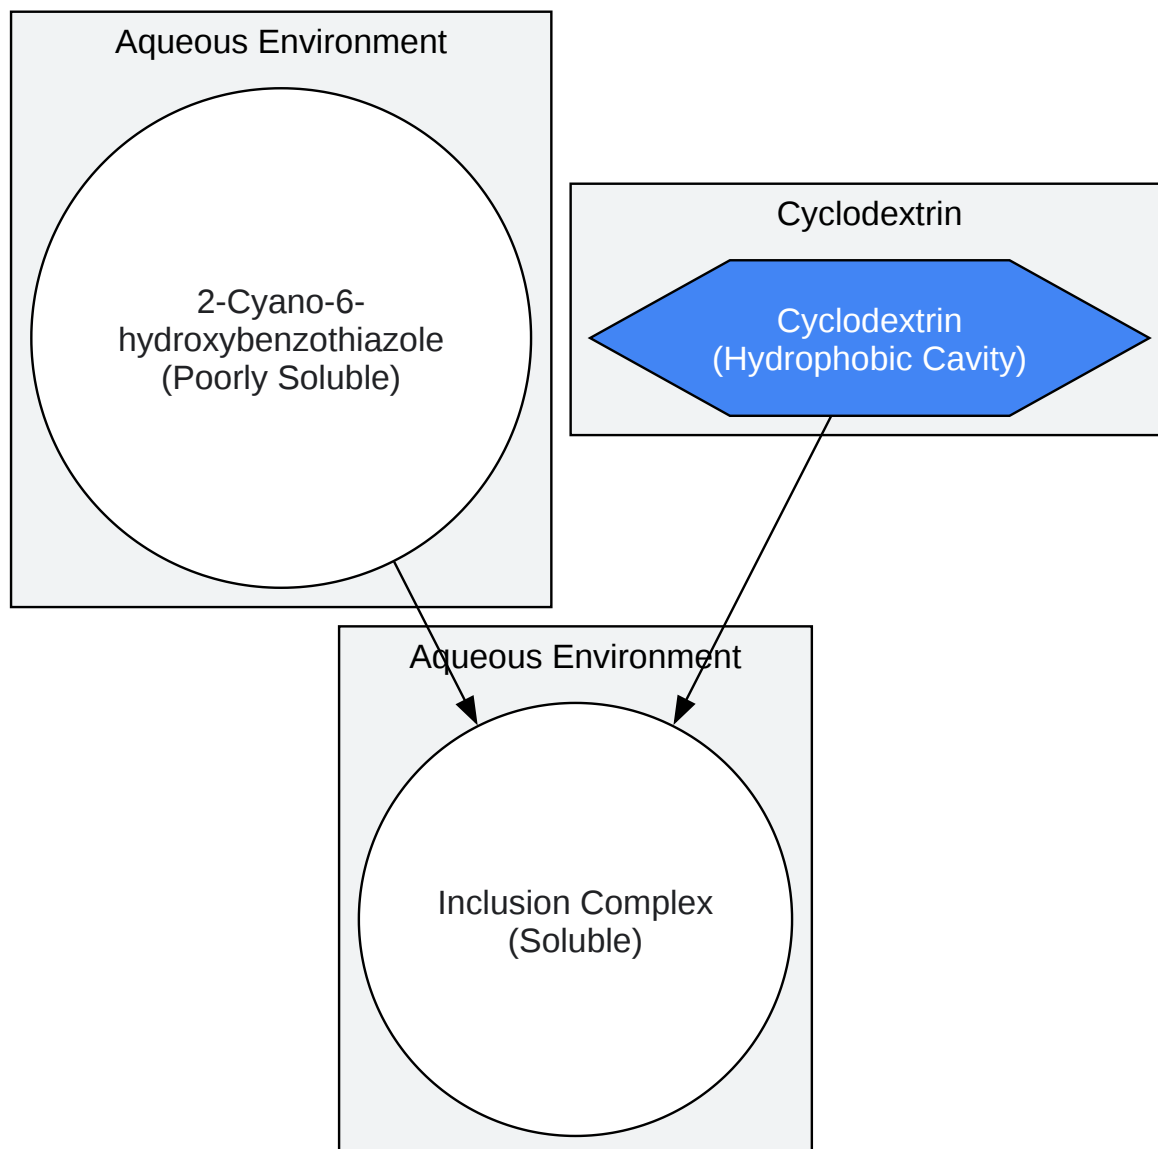 Aqueous Environment
2-Cyano-6-
hydroxybenzothiazole
(Poorly Soluble)
Cyclodextrin
Cyclodextrin
(Hydrophobic Cavity)
Aqueous Environment
Inclusion Complex
(Soluble)